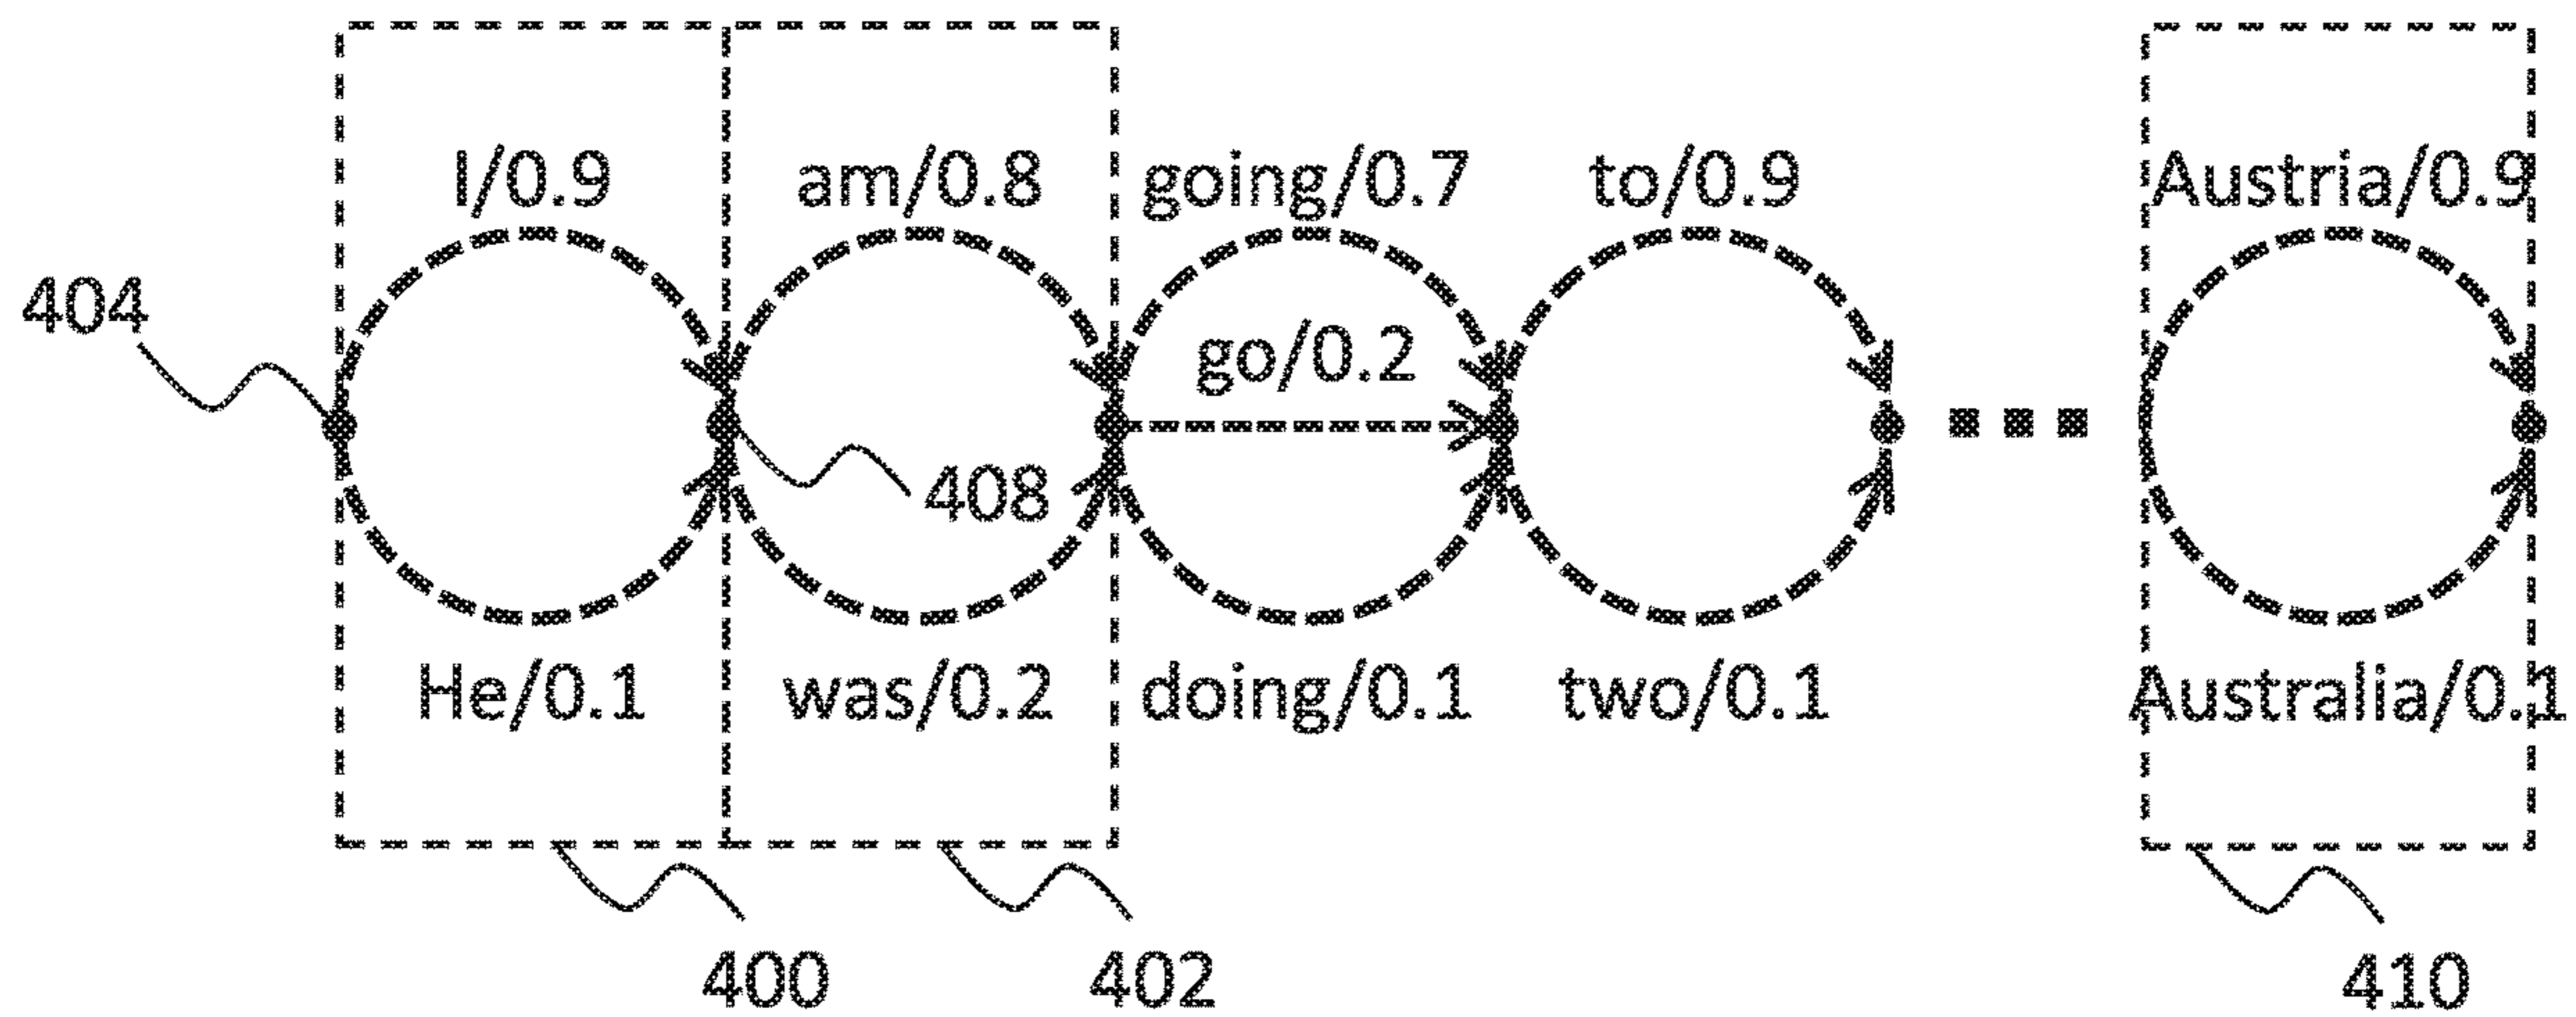 I/0.9 am/0.8 going/0.7 to/0.9 Austria/0.9
404
go/0.2
408
He/0.1 was/0.2 doing/0.1 two/0.1 Australia/0.1
400 402 410